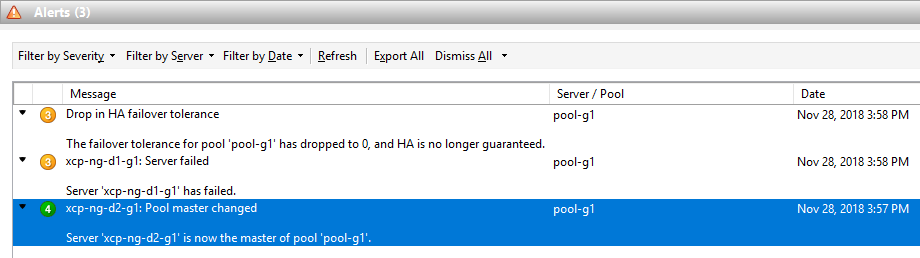 Alerts (3)
Filter by Severity Filter by Server Filter by Date Refresh Export All Dismiss All
Message Server / Pool Date
3 Drop in HA failover tolerance pool-g1 Nov 28, 2018 3:58 PM
The failover tolerance for pool 'pool-g1' has dropped to 0, and HA is no longer guaranteed.
3 xcp-ng-d1-g1: Server failed pool-g1 Nov 28, 2018 3:58 PM
Server 'xcp-ng-d1-g1' has failed.
4 xcp-ng-d2-g1: Pool master changed pool-g1 Nov 28, 2018 3:57 PM
Server 'xcp-ng-d2-g1' is now the master of pool 'pool-g1'.